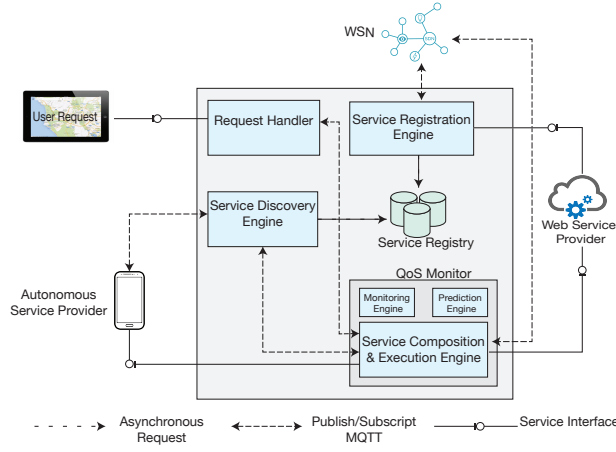 WSN
User Request
Request Handler
Service Registration
Engine
Service Discovery
Engine
Service Registry
Web Service
Provider
QoS Monitor
Autonomous
Service Provider
Monitoring
Engine
Prediction
Engine
Service Composition
& Execution Engine
Asynchronous
Request
Publish/Subscript
MQTT
Service Interface